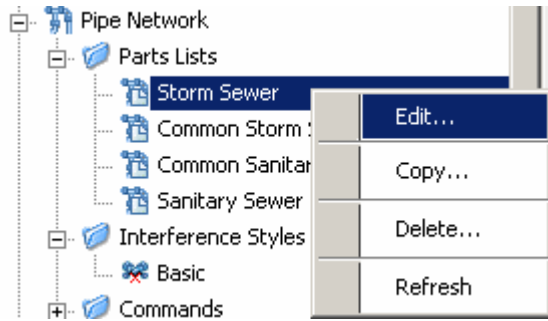 Pipe Network
Parts Lists
Storm Sewer
Edit...
Common Storm
Common Sanitar
Copy...
Sanitary Sewer
Delete...
Interference Styles
Basic
Refresh
Commands